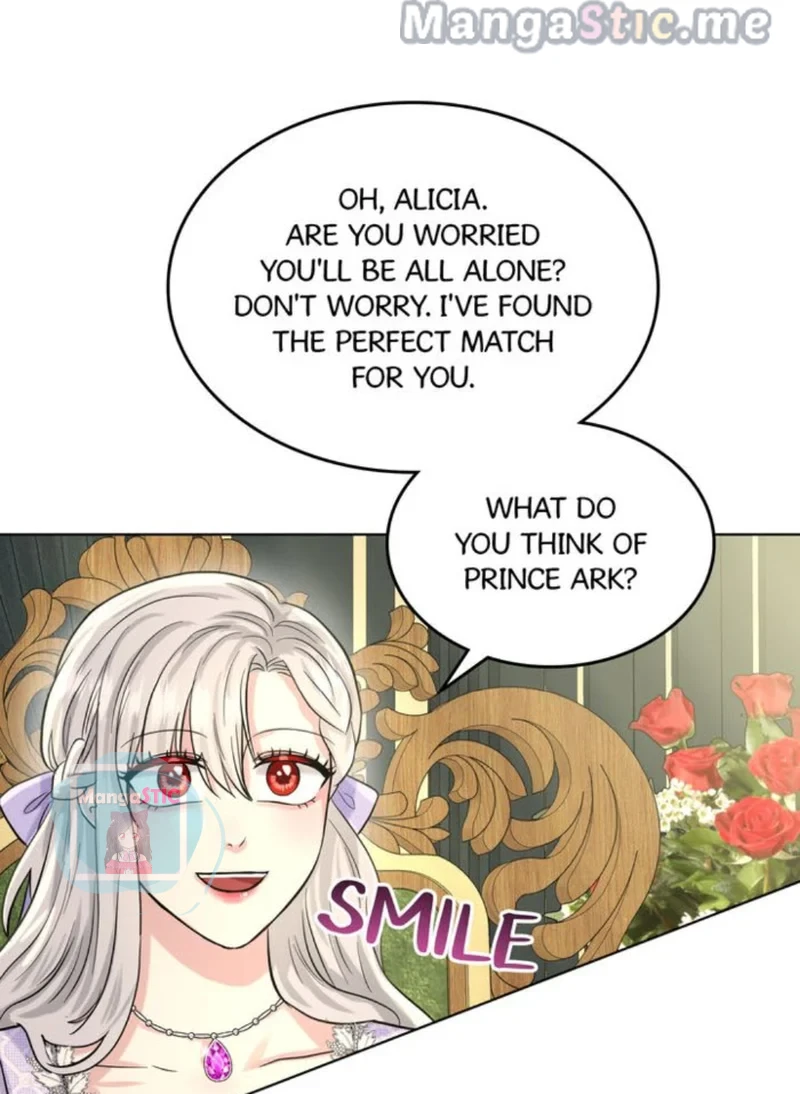 MangaStic.me
OH, ALICIA.
ARE YOU WORRIED
YOU'LL BE ALL ALONE?
DON'T WORRY. I'VE FOUND
THE PERFECT MATCH
FOR YOU.
WHAT DO
YOU THINK OF
PRINCE ARK?
MangaSTIC
SMILE